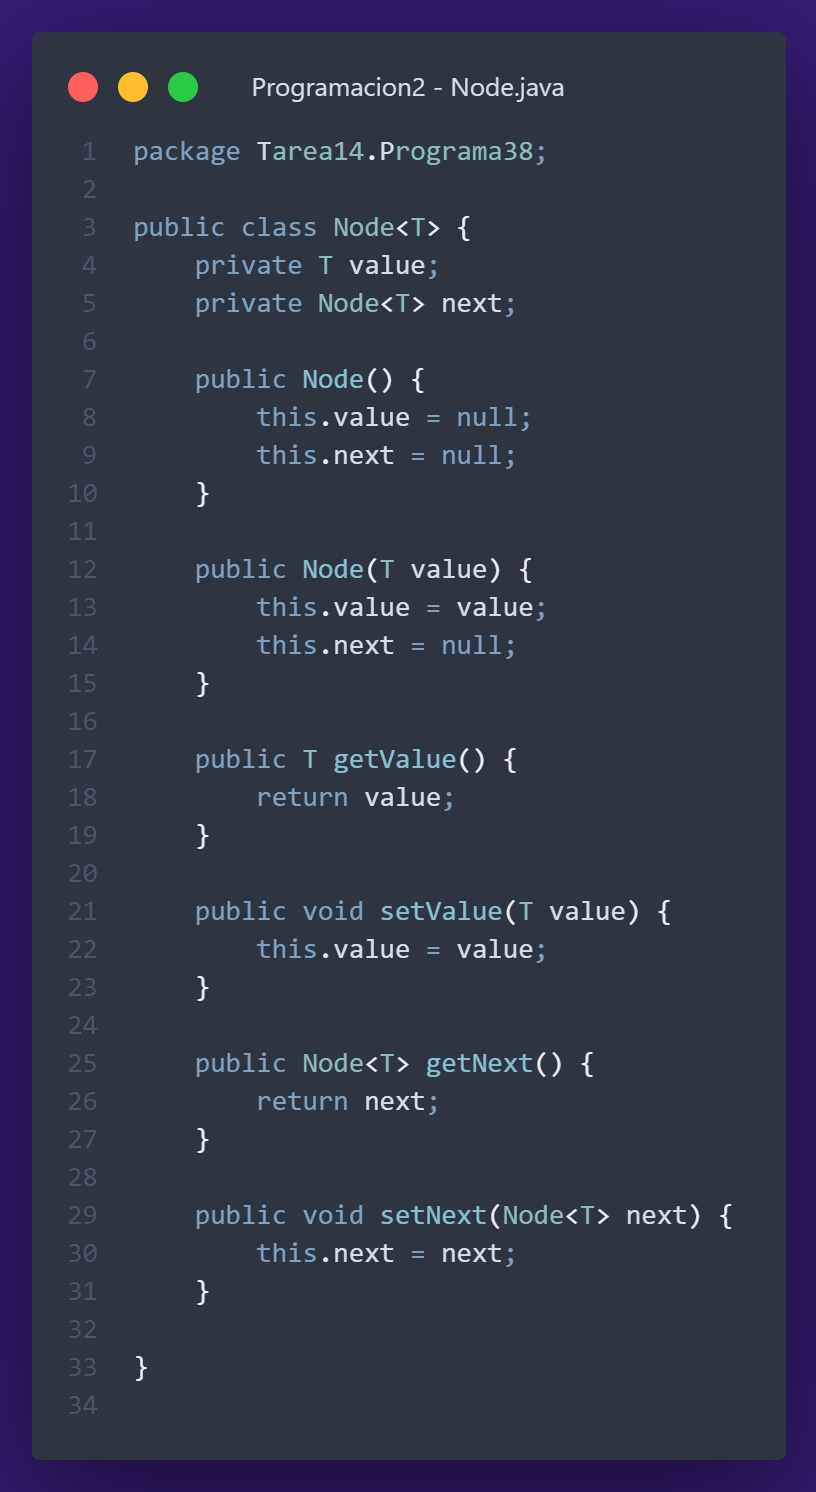 Programacion2 - Node.java
1 package Tarea14.Programa38;
2
3 public class Node<T> {
4     private T value;
5     private Node<T> next;
6
7     public Node() {
8         this.value = null;
9         this.next = null;
10     }
11
12     public Node(T value) {
13         this.value = value;
14         this.next = null;
15     }
16
17     public T getValue() {
18         return value;
19     }
20
21     public void setValue(T value) {
22         this.value = value;
23     }
24
25     public Node<T> getNext() {
26         return next;
27     }
28
29     public void setNext(Node<T> next) {
30         this.next = next;
31     }
32
33 }
34